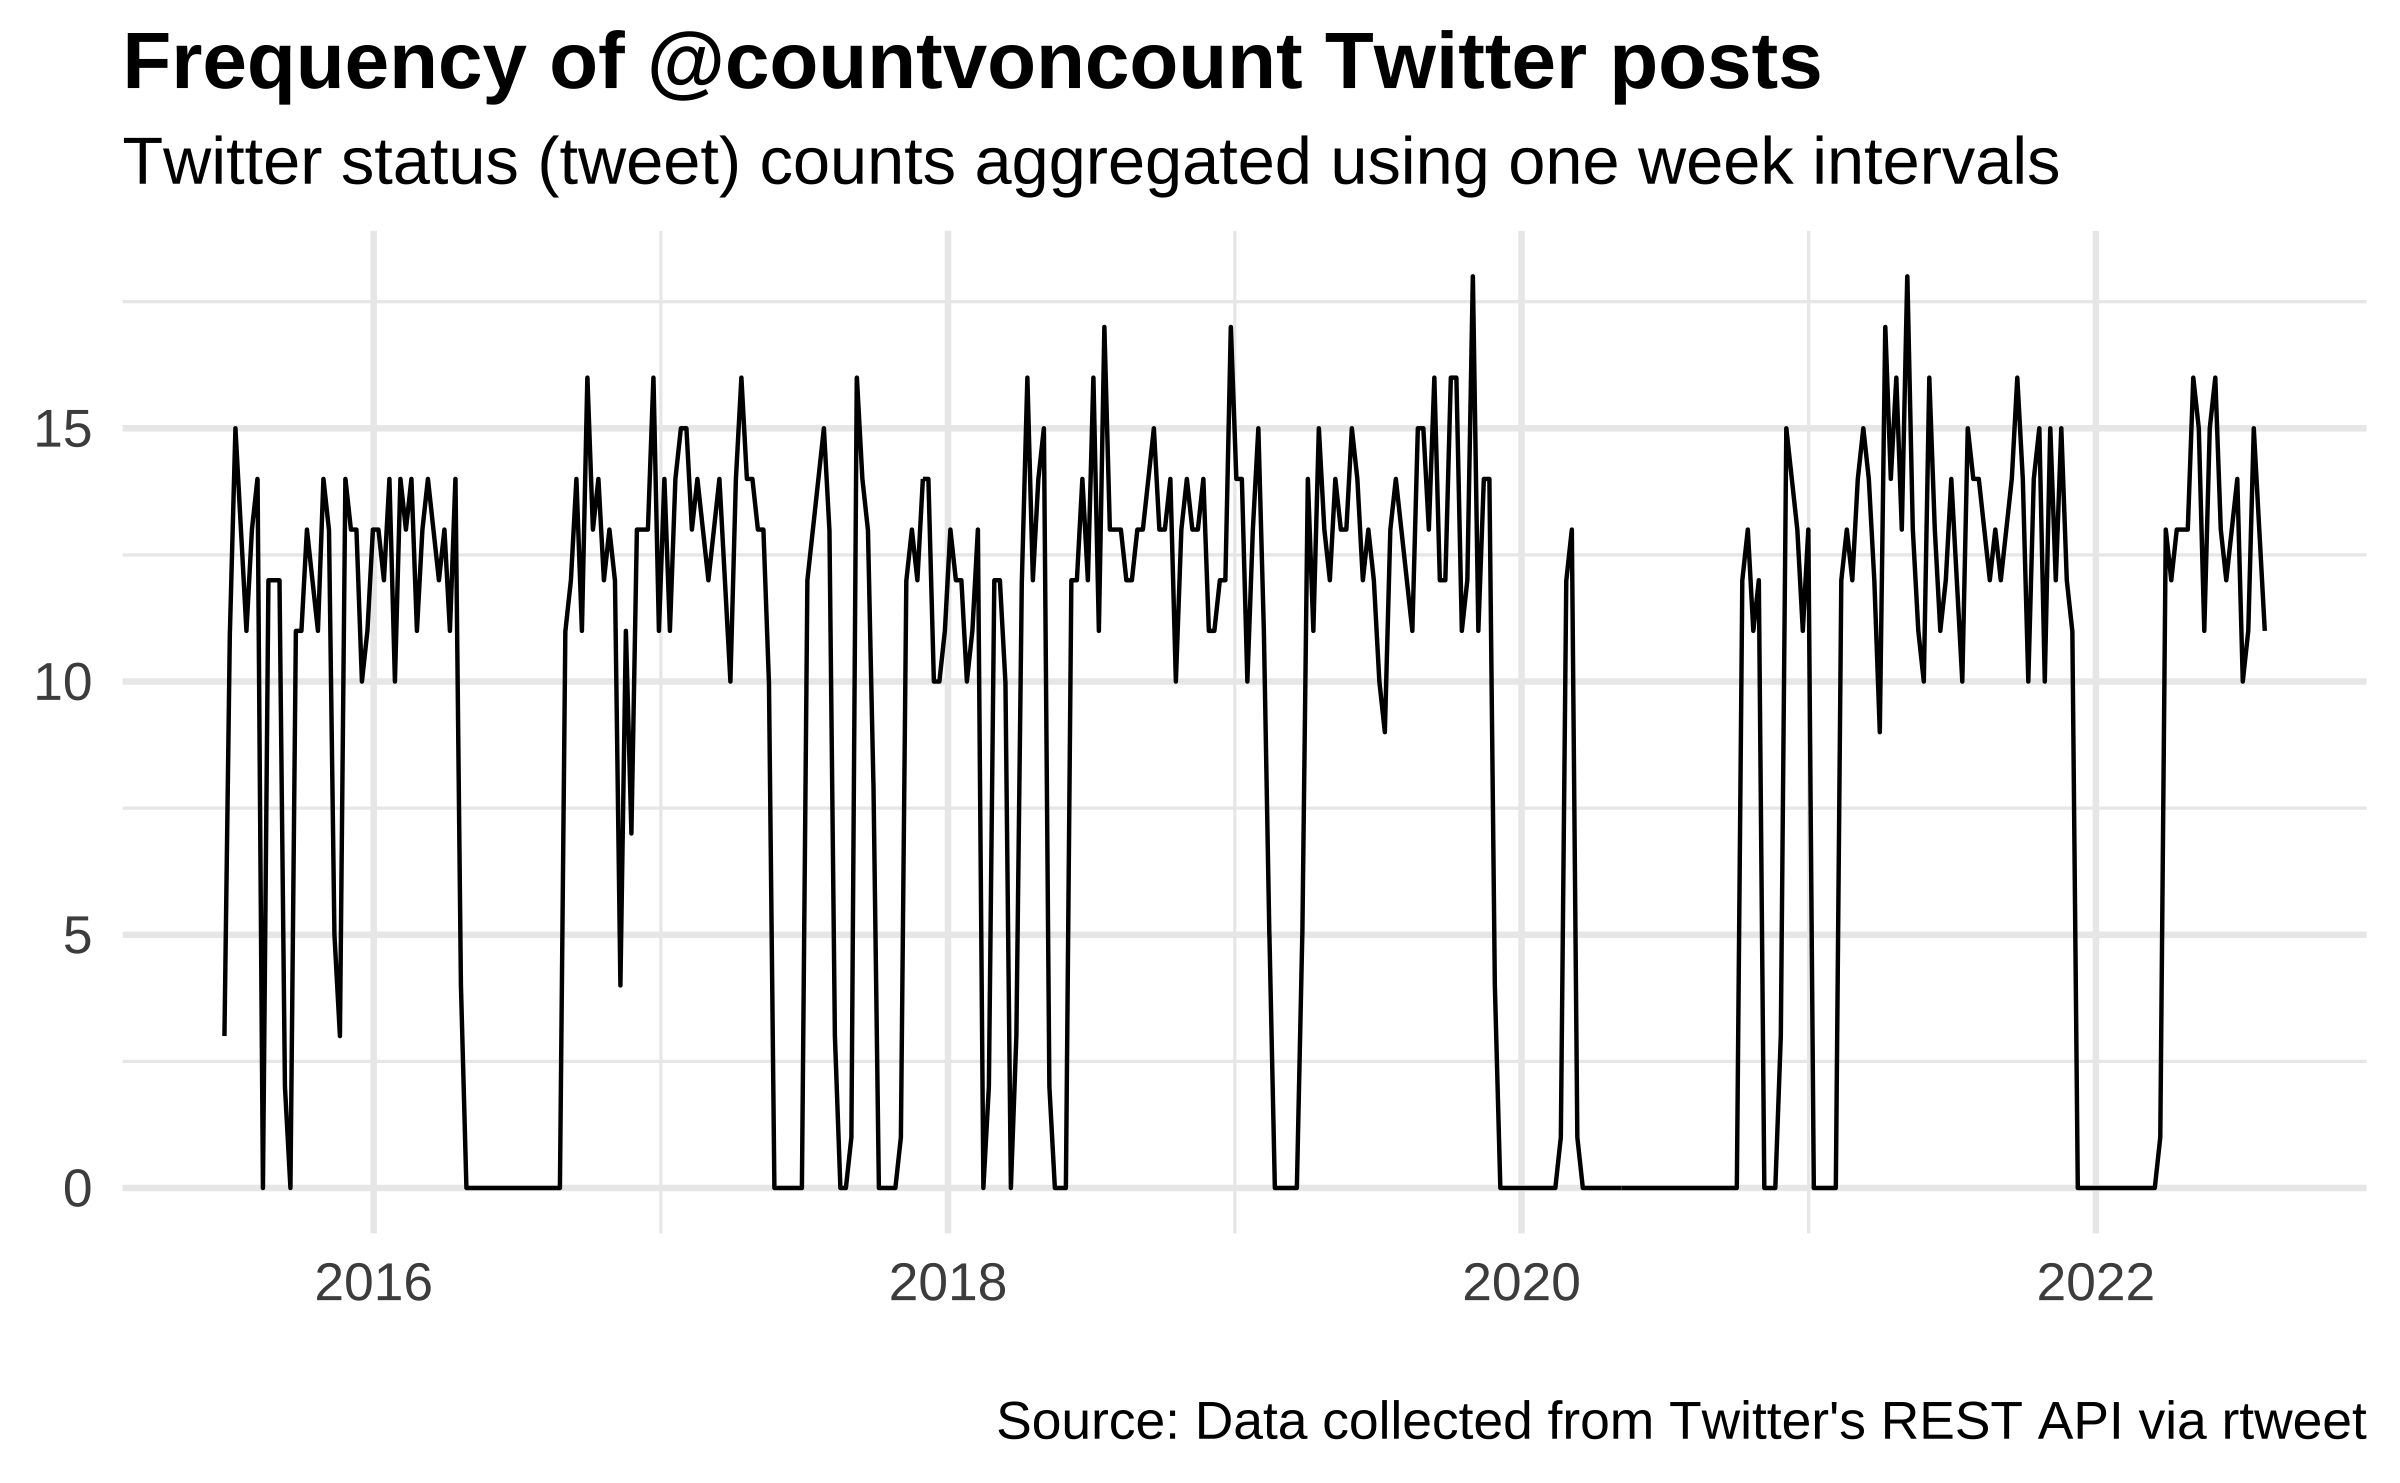 Frequency of @countvoncount Twitter posts
Twitter status (tweet) counts aggregated using one week intervals
15
10
5
0
2016 2018 2020 2022
Source: Data collected from Twitter's REST API via rtweet